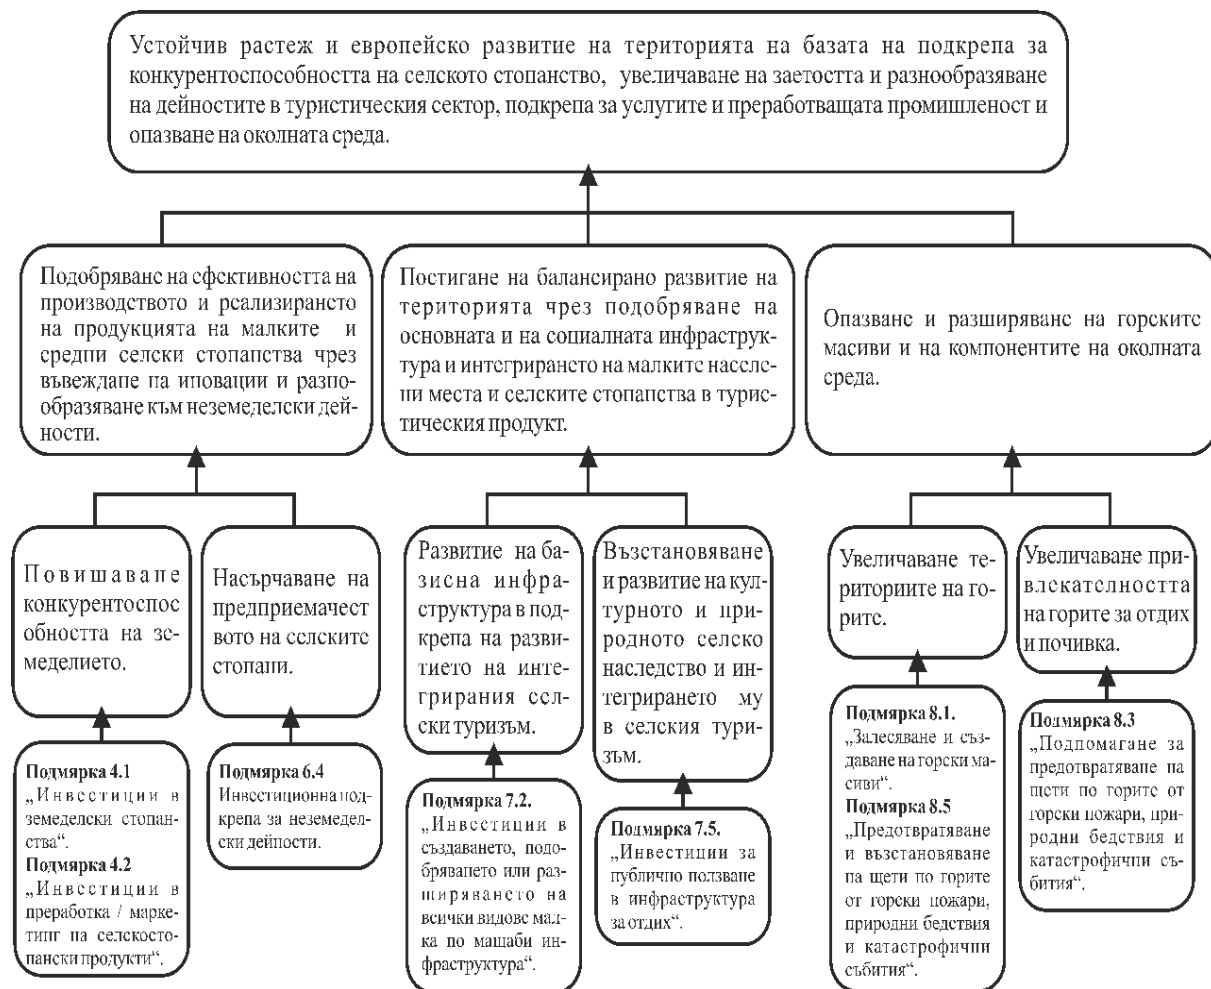 Устойчив растеж и европейско развитие на територията на базата на подкрепа за
конкурентоспособността на селското стопанство, увеличаване на заетостта и разнообразяване
на дейностите в туристическия сектор, подкрепа за услугите и преработващата промишленост и
опазване на околната среда.
Подобряване на ефективността на
производството и реализирането
на продукцията на малките и
средни селски стопанства чрез
въвеждане на иновации и разно-
образяване към неземеделски дей-
ности.
Постигане на балансирано развитие на
територията чрез подобряване на
основната и на социалната инфраструк-
тура и интегрирането на малките населе-
ни места и селските стопанства в турис-
тическия продукт.
Опазване и разширяване на горските
масиви и на компонентите на околната
среда.
Повишаване
конкурентоспос
обността на зе-
меделието.
Насърчаване на
предприемачест
вото на селските
стопани.
Развитие на ба-
зисна инфра-
структура в под-
крепа на разви-
тието на интег-
рирания сел-
ски туризъм.
Възстановяване
и развитие на кул-
турното и при-
родното селско
наследство и ин-
тегрирането му
в селския тури-
зъм.
Увеличаване те-
риториите на го-
рите.
Увеличаване при-
влекателността
на горите за отдих
и почивка.
Подмярка 4.1
„Инвестиции в
земеделски стопан-
ства“.
Подмярка 4.2
„Инвестиции в
преработка / марке-
тинг на селскосто-
пански продукти“.
Подмярка 6.4
Инвестиционна под-
крепа за неземедел-
ски дейности.
Подмярка 7.2.
„Инвестиции в
създаването, подо-
бряването или раз-
ширяването на
всички видове мал-
ка по мащаби ин-
фраструктура“.
Подмярка 7.5.
„Инвестиции за
публично ползване
в инфраструктура
за отдих“.
Подмярка 8.1.
„Залесяване и съз-
даване на горски ма-
сиви“.
Подмярка 8.5
„Предотвратяване
и възстановяване
на щети по горите
от горски пожари,
природни бедствия
и катастрофични
събития“.
Подмярка 8.3
„Подпомагане за
предотвратяване на
щети по горите от
горски пожари, при-
родни бедствия и
катастрофични съ-
бития“.